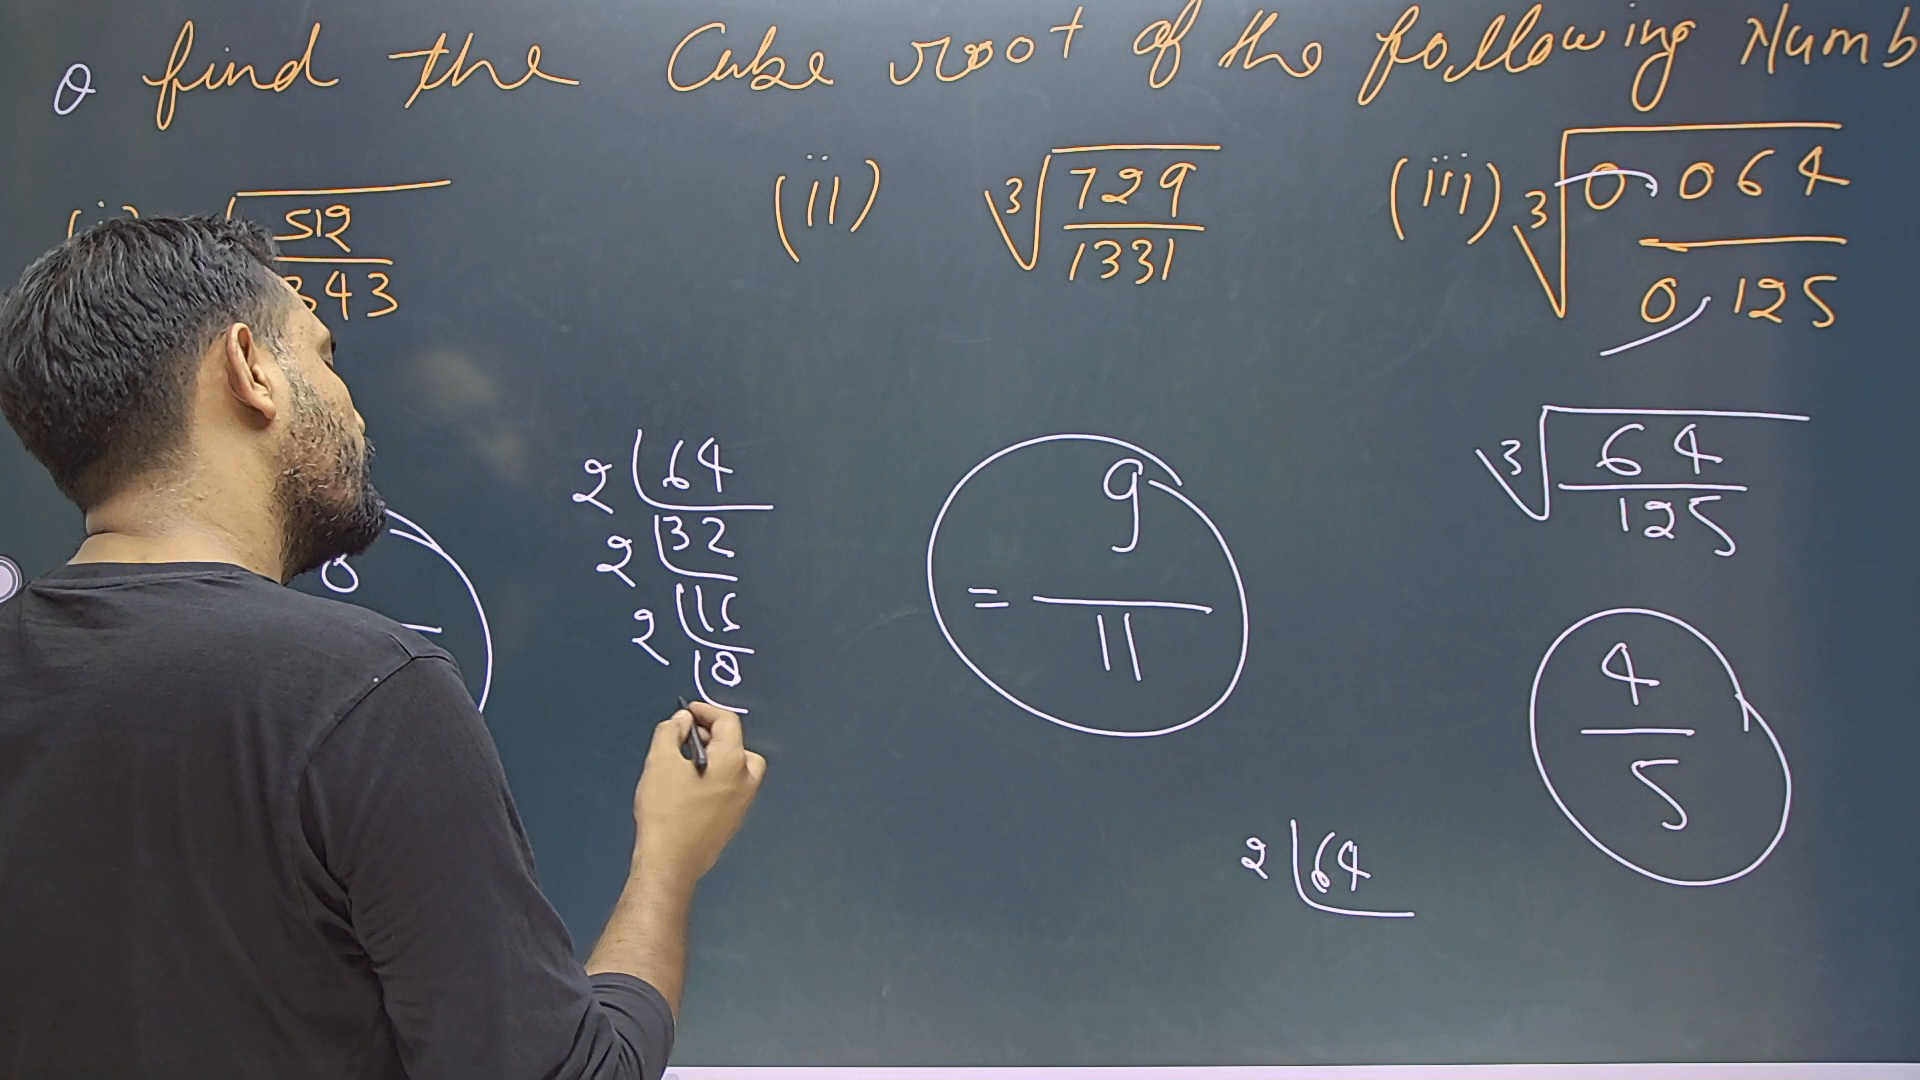 Q find the Cube root of the following Numb
512
343
(ii) ∛ 729
1331
(iii) ∛ 0.064
0.125
2 | 64
2 | 32
2 | 16
8
= 9
11
∛ 64
125
4
5
2 | 64